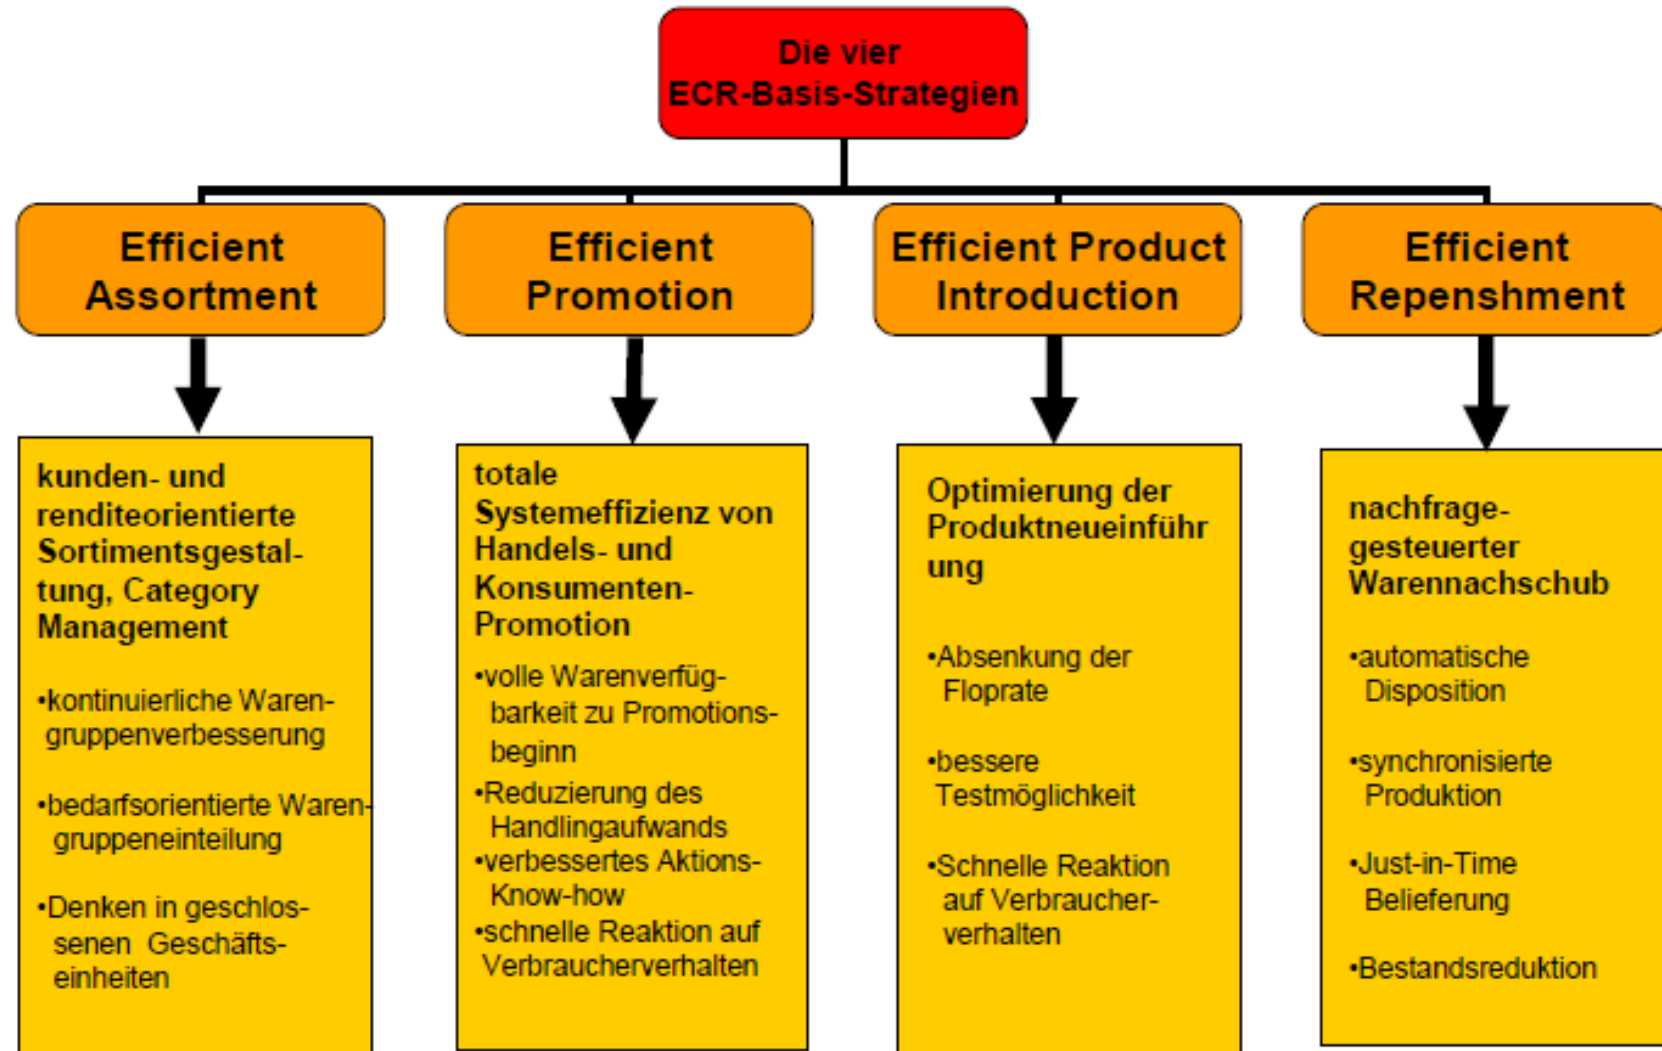 Die vier
ECR-Basis-Strategien
Efficient
Assortment
Efficient
Promotion
Efficient Product
Introduction
Efficient
Repenshment
kunden- und
renditeorientierte
Sortimentsgestal-
tung, Category
Management
•kontinuierliche Waren-
gruppenverbesserung
•bedarfsorientierte Waren-
gruppeneinteilung
•Denken in geschlos-
senen Geschäfts-
einheiten
totale
Systemeffizienz von
Handels- und
Konsumenten-
Promotion
•volle Warenverfüg-
barkeit zu Promotions-
beginn
•Reduzierung des
Handlingaufwands
•verbessertes Aktions-
Know-how
•schnelle Reaktion auf
Verbraucherverhalten
Optimierung der
Produktneueinführ
ung
•Absenkung der
Floprate
•bessere
Testmöglichkeit
•Schnelle Reaktion
auf Verbraucher-
verhalten
nachfrage-
gesteuerter
Warennachschub
•automatische
Disposition
•synchronisierte
Produktion
•Just-in-Time
Belieferung
•Bestandsreduktion